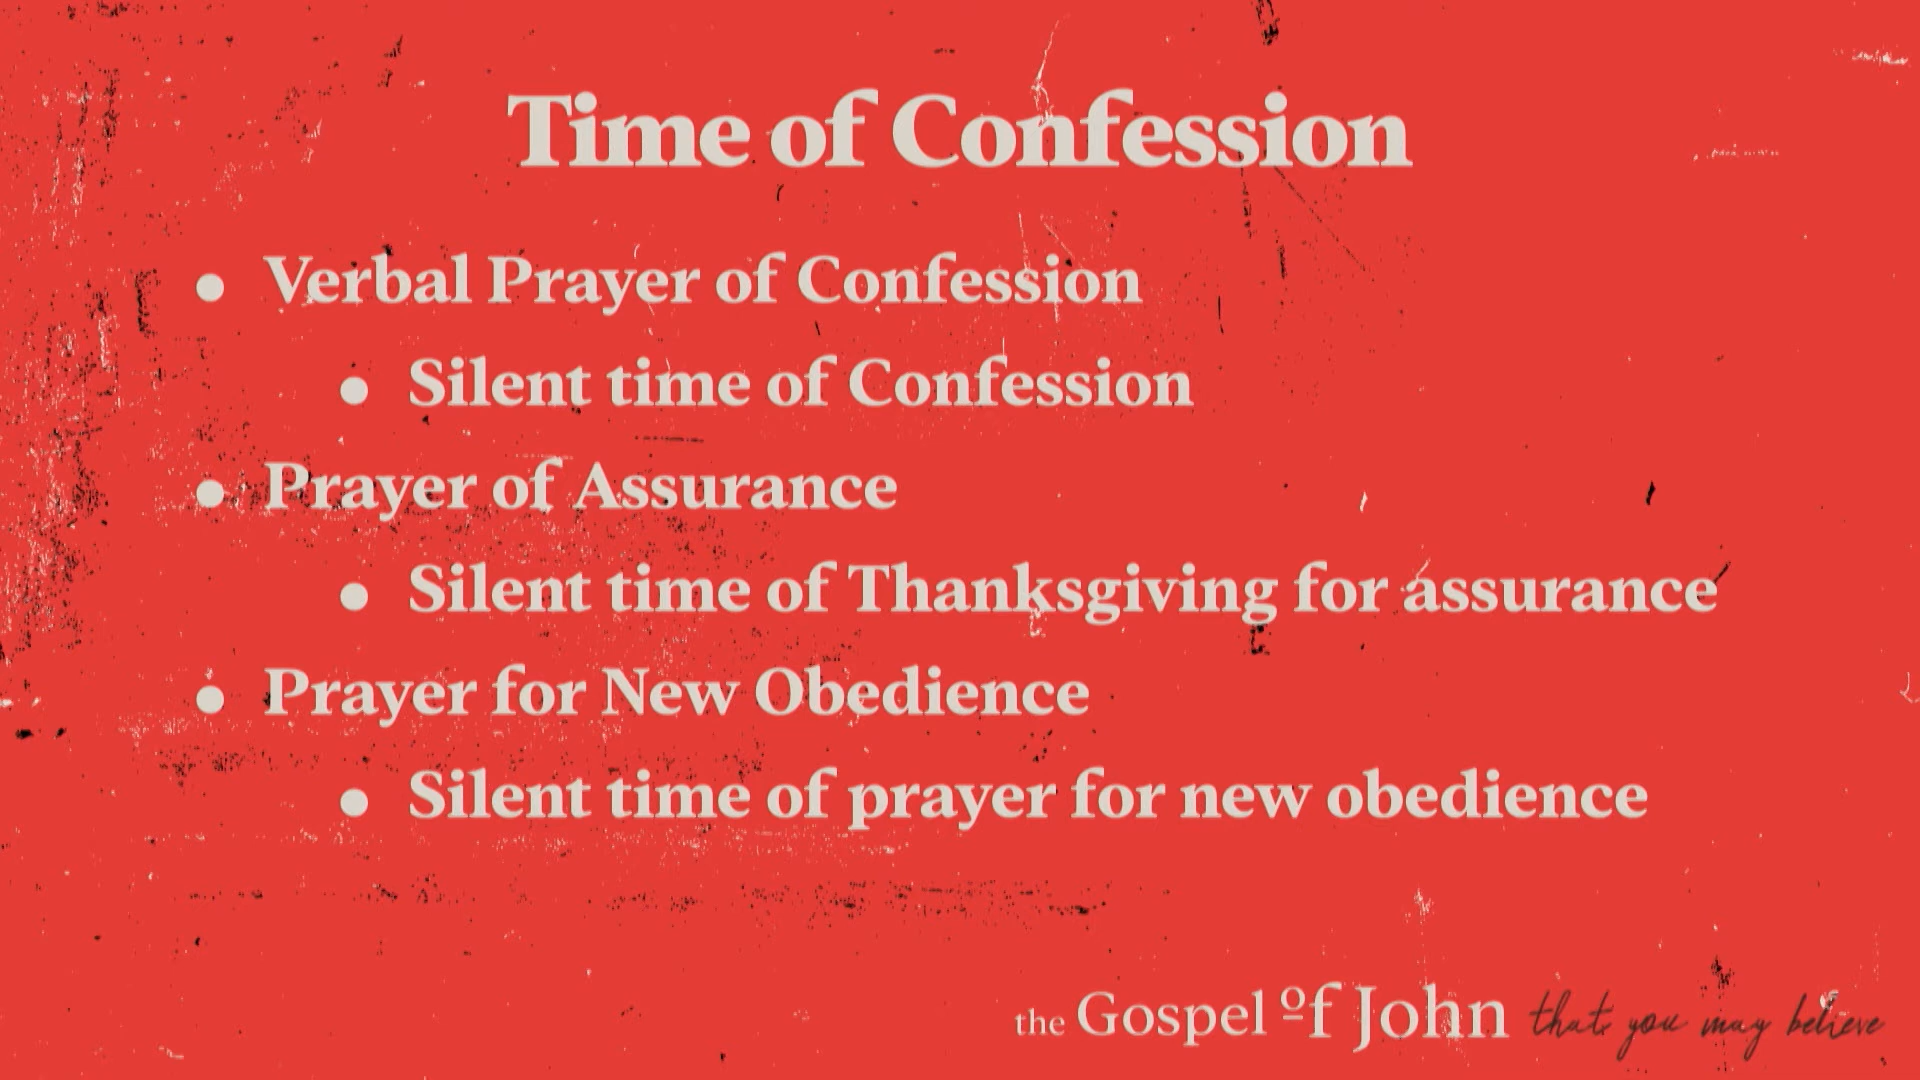 Time of Confession
• Verbal Prayer of Confession
• Silent time of Confession
• Prayer of Assurance
• Silent time of Thanksgiving for assurance
• Prayer for New Obedience
• Silent time of prayer for new obedience
the Gospel of John that you may believe